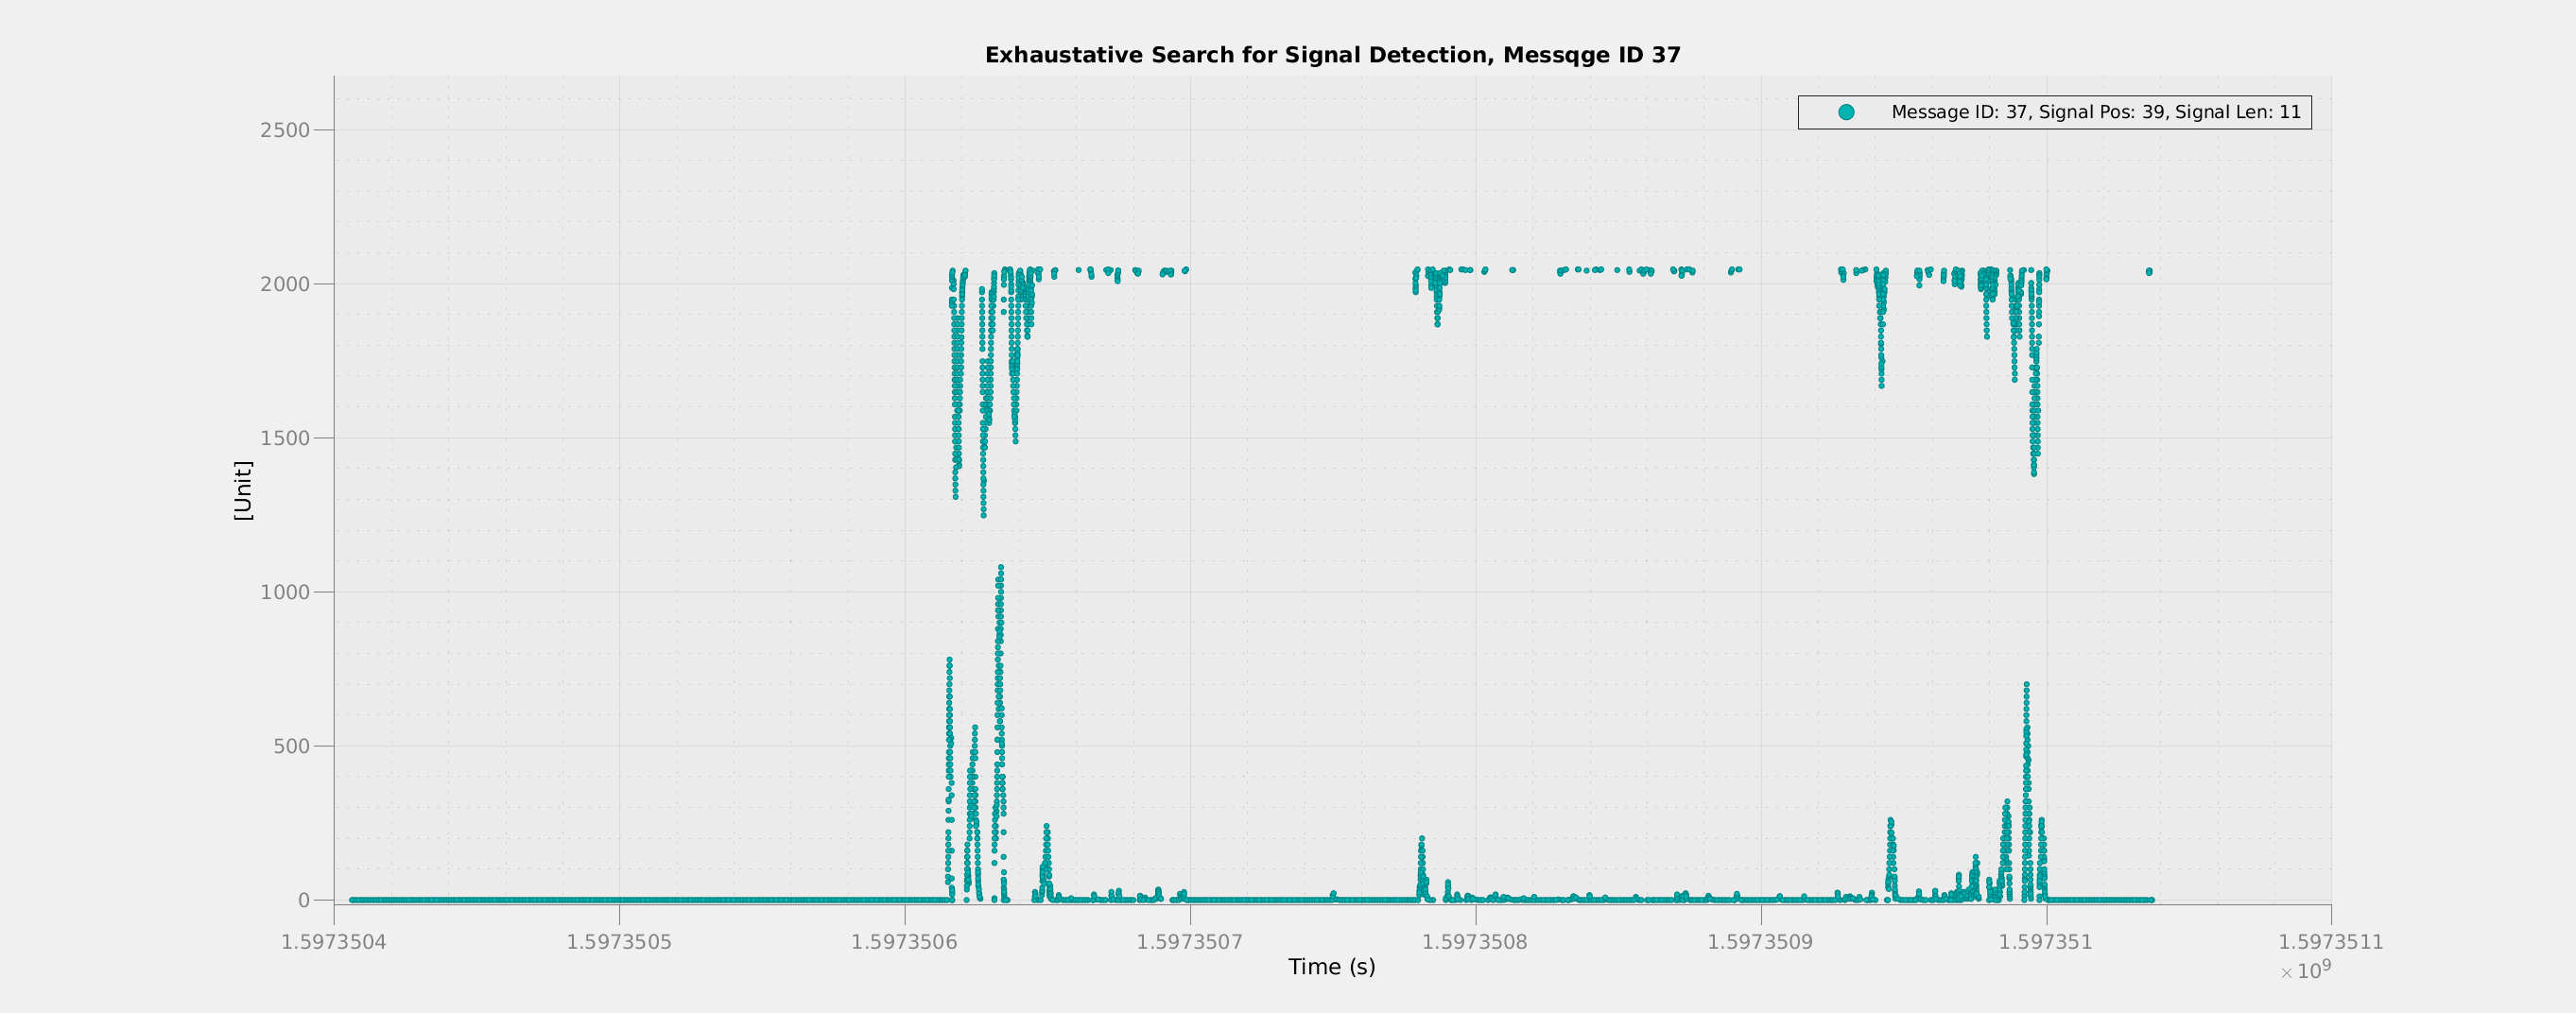 Exhaustative Search for Signal Detection, Messqge ID 37
Message ID: 37, Signal Pos: 39, Signal Len: 11
2500
2000
1500
1000
500
0
[Unit]
1.5973504 1.5973505 1.5973506 1.5973507 1.5973508 1.5973509 1.597351 1.5973511
Time (s)
× 10⁹